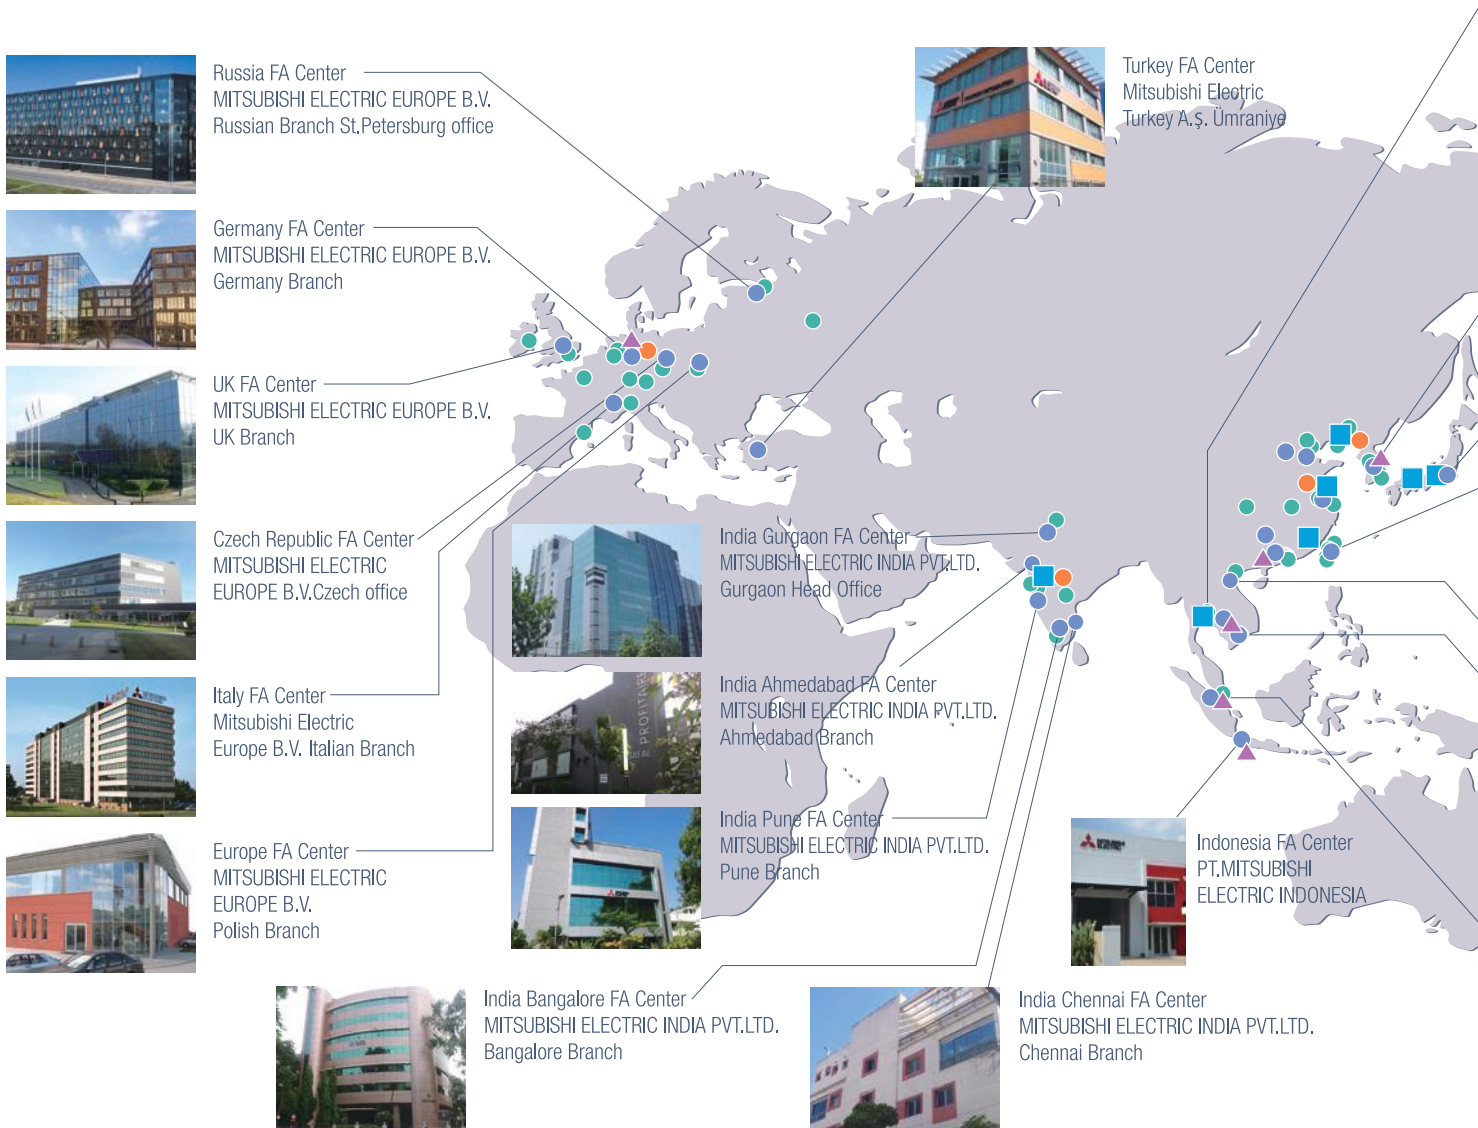 Russia FA Center
MITSUBISHI ELECTRIC EUROPE B.V.
Russian Branch St.Petersburg office
Turkey FA Center
Mitsubishi Electric
Turkey A.Ş. Ümraniye
Germany FA Center
MITSUBISHI ELECTRIC EUROPE B.V.
Germany Branch
UK FA Center
MITSUBISHI ELECTRIC EUROPE B.V.
UK Branch
Czech Republic FA Center
MITSUBISHI ELECTRIC
EUROPE B.V.Czech office
India Gurgaon FA Center
MITSUBISHI ELECTRIC INDIA PVT.LTD.
Gurgaon Head Office
Italy FA Center
Mitsubishi Electric
Europe B.V. Italian Branch
PROFITAIRE
India Ahmedabad FA Center
MITSUBISHI ELECTRIC INDIA PVT.LTD.
Ahmedabad Branch
Europe FA Center
MITSUBISHI ELECTRIC
EUROPE B.V.
Polish Branch
India Pune FA Center
MITSUBISHI ELECTRIC INDIA PVT.LTD.
Pune Branch
Indonesia FA Center
PT.MITSUBISHI
ELECTRIC INDONESIA
India Bangalore FA Center
MITSUBISHI ELECTRIC INDIA PVT.LTD.
Bangalore Branch
India Chennai FA Center
MITSUBISHI ELECTRIC INDIA PVT.LTD.
Chennai Branch